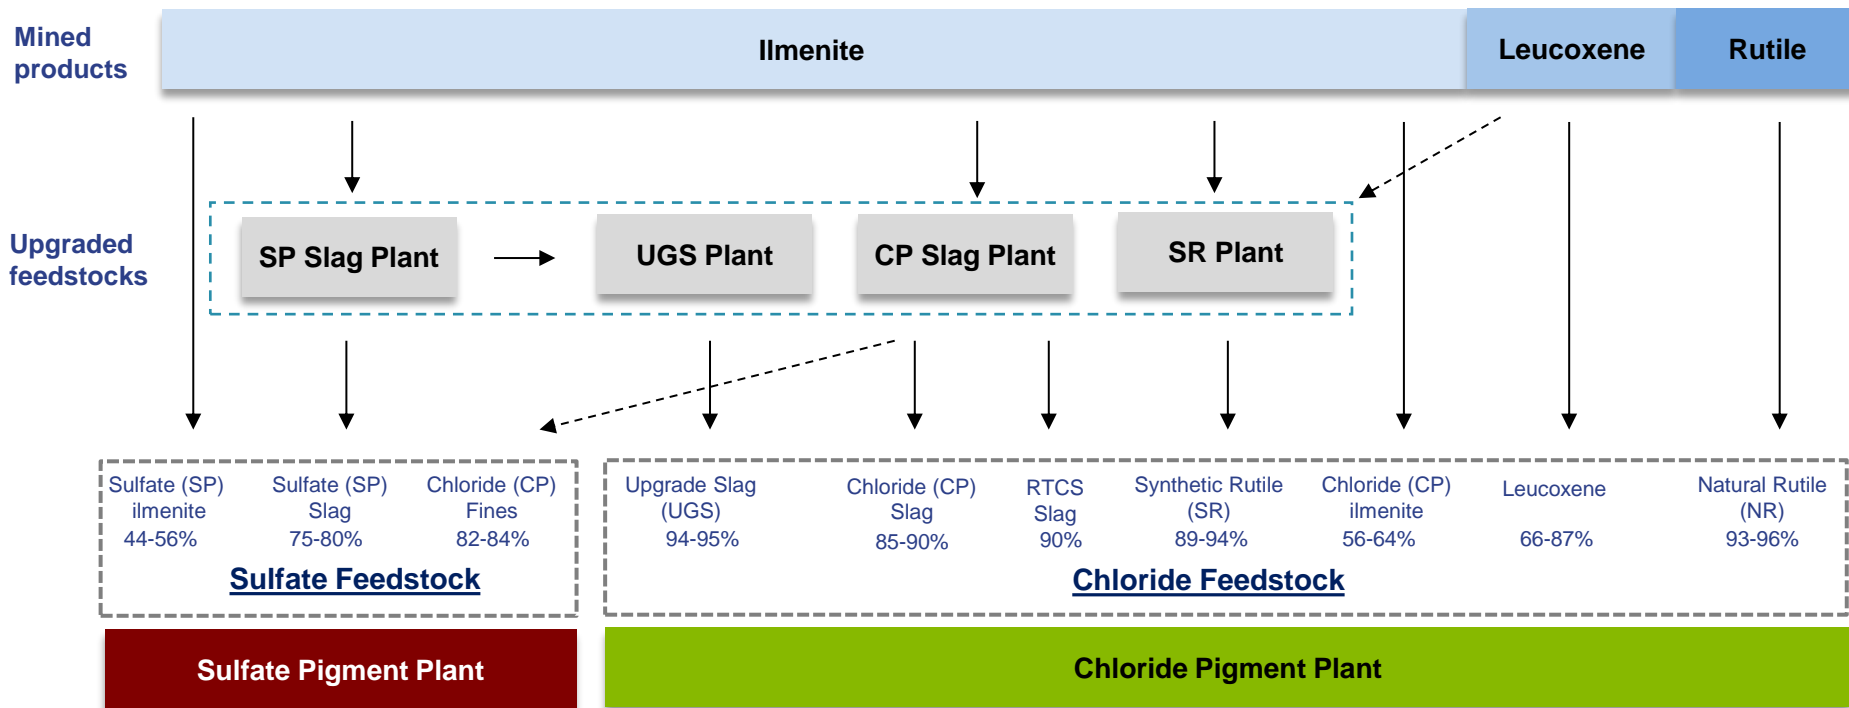 Mined
products
Ilmenite
Leucoxene
Rutile
Upgraded
feedstocks
SP Slag Plant
UGS Plant
CP Slag Plant
SR Plant
Sulfate (SP)
ilmenite
44-56%
Sulfate (SP)
Slag
75-80%
Chloride (CP)
Fines
82-84%
Sulfate Feedstock
Upgrade Slag
(UGS)
94-95%
Chloride (CP)
Slag
85-90%
RTCS
Slag
90%
Synthetic Rutile
(SR)
89-94%
Chloride (CP)
ilmenite
56-64%
Leucoxene
66-87%
Natural Rutile
(NR)
93-96%
Chloride Feedstock
Sulfate Pigment Plant
Chloride Pigment Plant